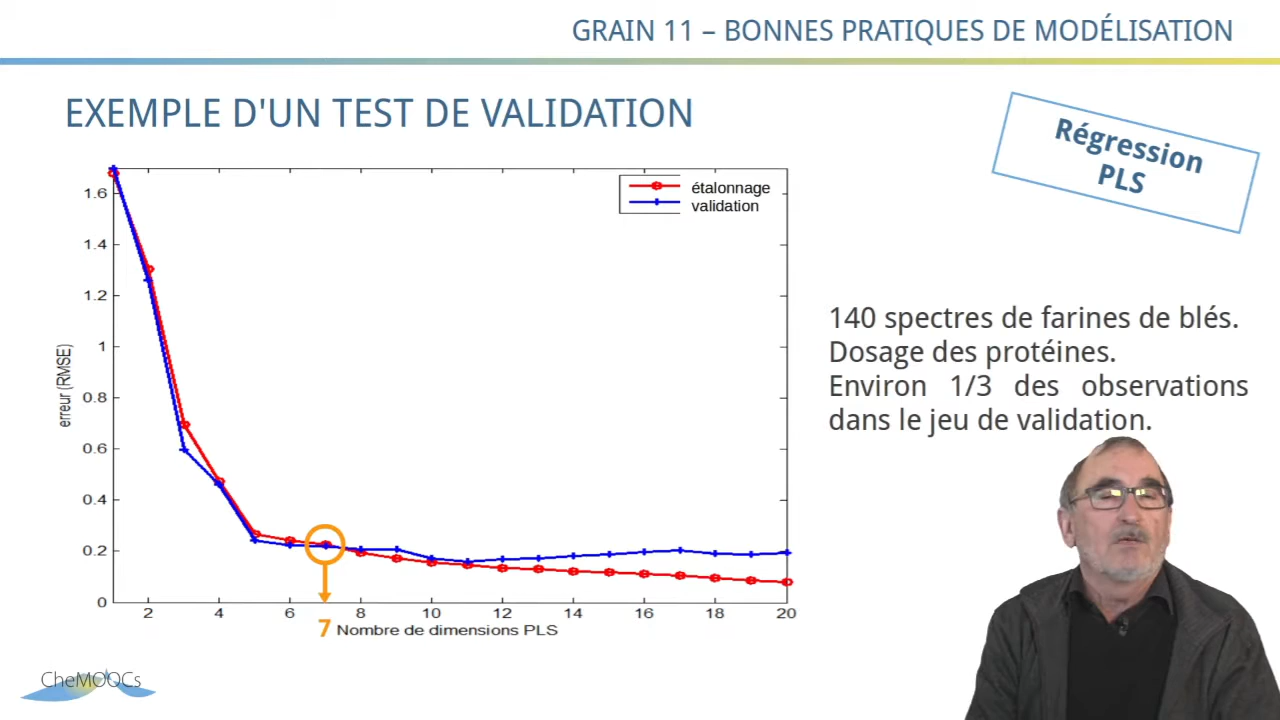 GRAIN 11 – BONNES PRATIQUES DE MODÉLISATION
EXEMPLE D'UN TEST DE VALIDATION
Régression
PLS
étalonnage
validation
1.6
1.4
1.2
1
0.8
0.6
0.4
0.2
0
erreur (RMSE)
2 4 6 8 10 12 14 16 18 20
7 Nombre de dimensions PLS
140 spectres de farines de blés.
Dosage des protéines.
Environ 1/3 des observations
dans le jeu de validation.
CheMOOCs